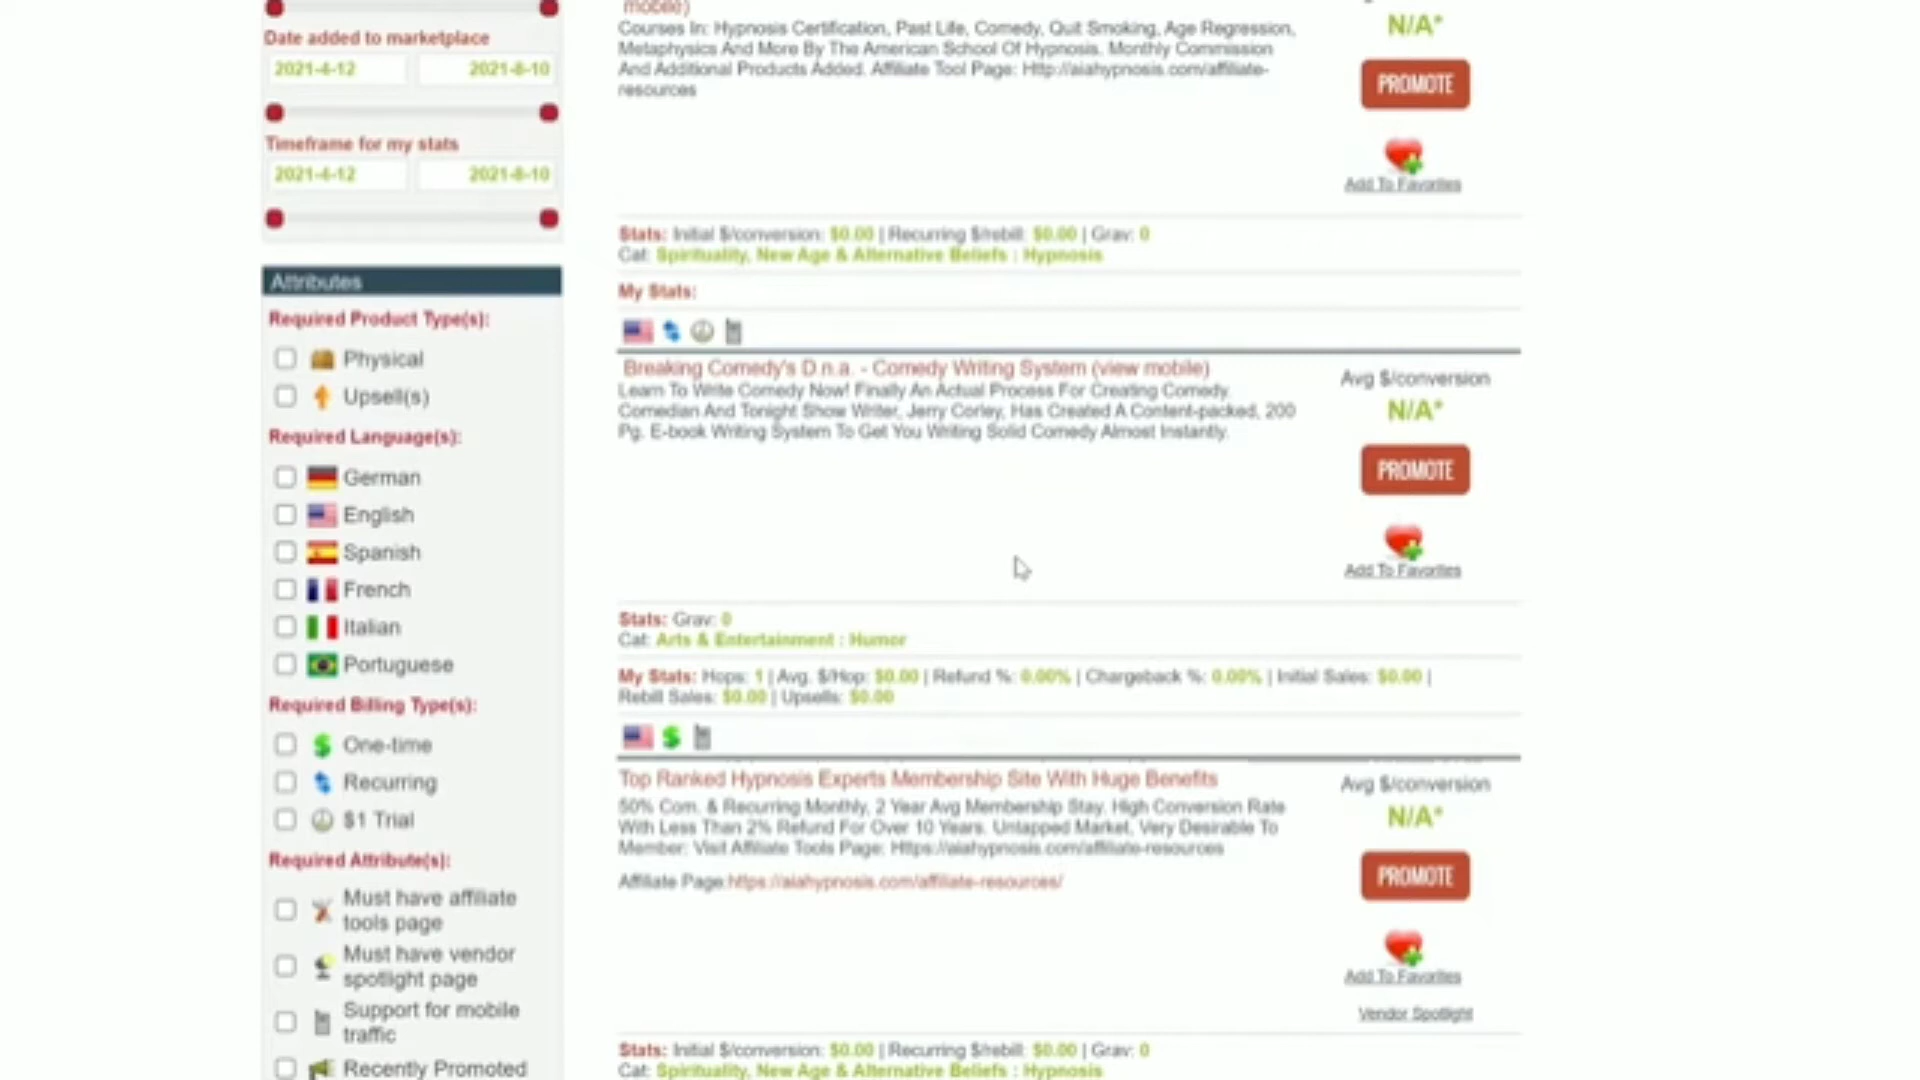 Date added to marketplace
2021-4-12 2021-8-10
Timeframe for my stats
2021-4-12 2021-8-10
Attributes
Required Product Type(s):
Physical
Upsell(s)
Required Language(s):
German
English
Spanish
French
Italian
Portuguese
Required Billing Type(s):
One-time
Recurring
$1 Trial
Required Attribute(s):
Must have affiliate
tools page
Must have vendor
spotlight page
Support for mobile
traffic
Recently Promoted
mobile)
Courses In: Hypnosis Certification, Past Life, Comedy, Quit Smoking, Age Regression,
Metaphysics And More By The American School Of Hypnosis. Monthly Commission
And Additional Products Added. Affiliate Tool Page: Http://aiahypnosis.com/affiliate-
resources
N/A*
PROMOTE
Add To Favorites
Stats: Initial $/conversion: $0.00 | Recurring $/rebill: $0.00 | Grav: 0
Cat: Spirituality, New Age & Alternative Beliefs : Hypnosis
My Stats:
Breaking Comedy's D.n.a. - Comedy Writing System (view mobile)
Learn To Write Comedy Now! Finally An Actual Process For Creating Comedy.
Comedian And Tonight Show Writer, Jerry Corley, Has Created A Content-packed, 200
Pg. E-book Writing System To Get You Writing Solid Comedy Almost Instantly.
Avg $/conversion
N/A*
PROMOTE
Add To Favorites
Stats: Grav: 0
Cat: Arts & Entertainment : Humor
My Stats: Hops: 1 | Avg. $/Hop: $0.00 | Refund %: 0.00% | Chargeback %: 0.00% | Initial Sales: $0.00 |
Rebill Sales: $0.00 | Upsells: $0.00
Top Ranked Hypnosis Experts Membership Site With Huge Benefits
50% Com. & Recurring Monthly, 2 Year Avg Membership Stay. High Conversion Rate
With Less Than 2% Refund For Over 10 Years. Untapped Market, Very Desirable To
Member: Visit Affiliate Tools Page: Https://aiahypnosis.com/affiliate-resources
Affiliate Page:https://aiahypnosis.com/affiliate-resources/
Avg $/conversion
N/A*
PROMOTE
Add To Favorites
Vendor Spotlight
Stats: Initial $/conversion: $0.00 | Recurring $/rebill: $0.00 | Grav: 0
Cat: Spirituality, New Age & Alternative Beliefs : Hypnosis